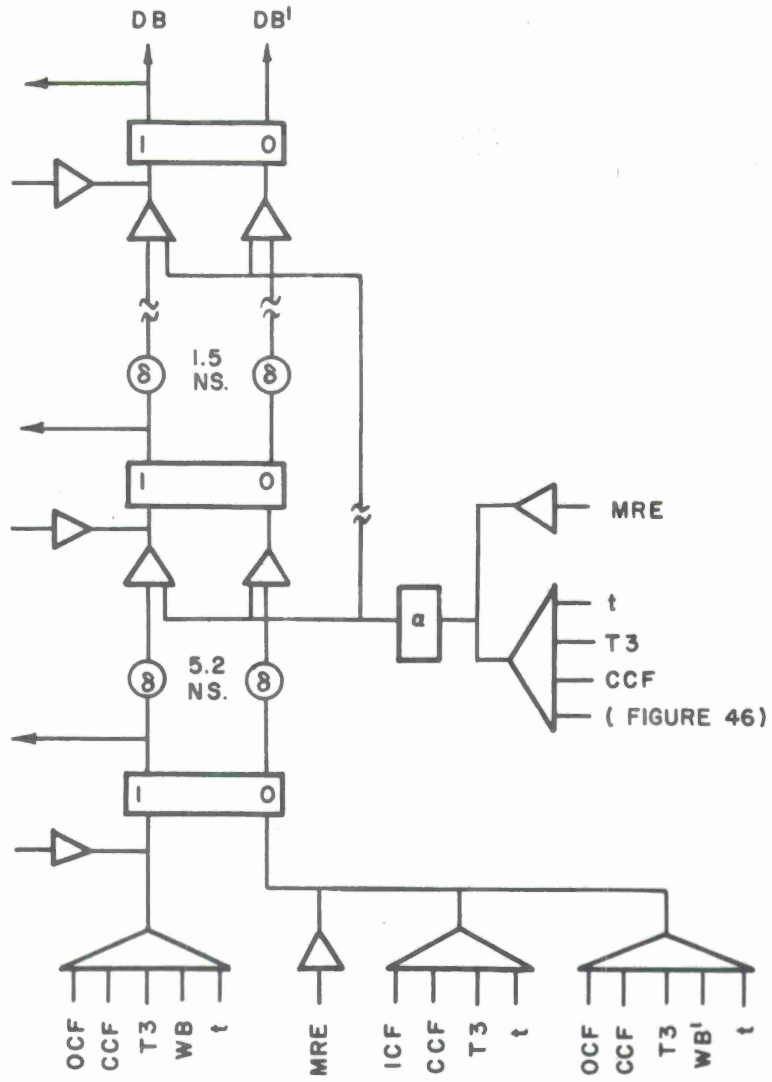 DB DB'
1 0
δ 1.5 NS. δ
1 0
MRE
α
t
T3
CCF
( FIGURE 46)
δ 5.2 NS. δ
1 0
OCF CCF T3 WB t
MRE
ICF CCF T3 t
OCF CCF T3 WB' t